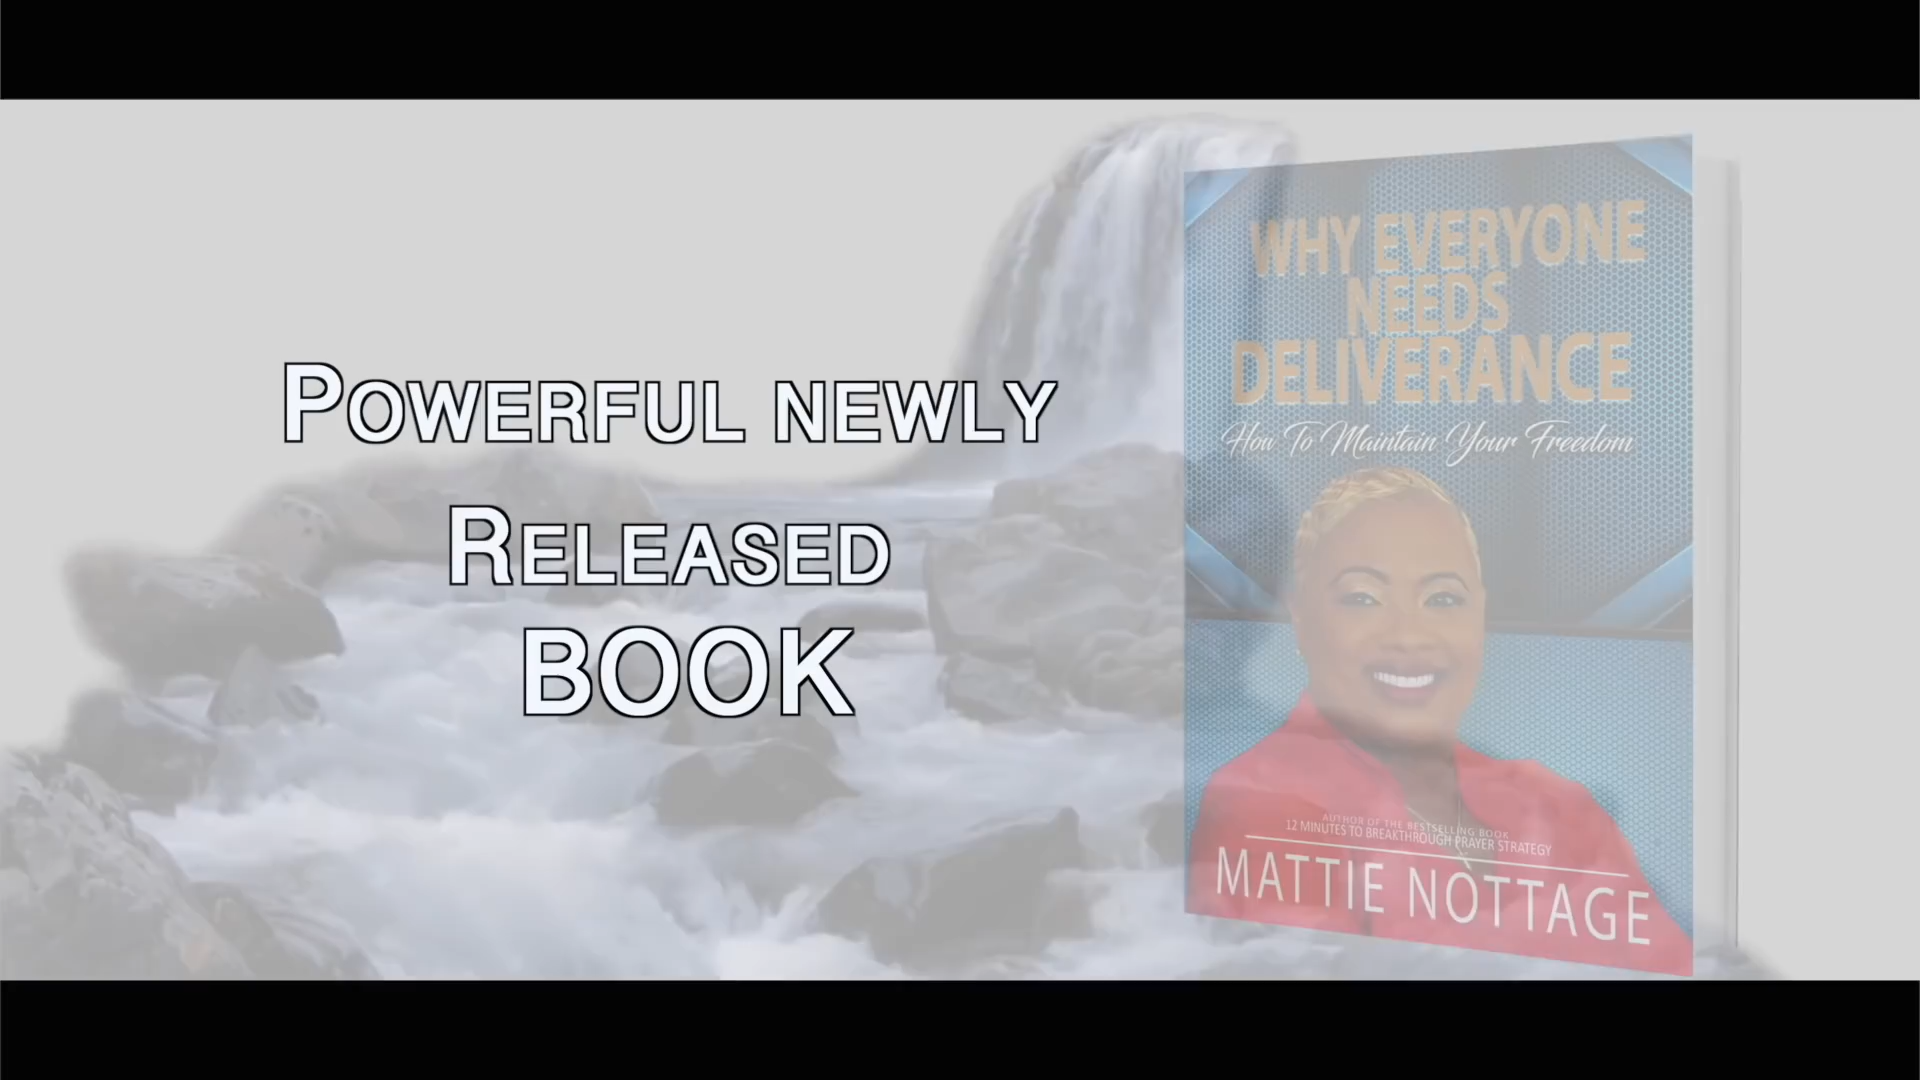 Powerful newly
Released
BOOK
WHY EVERYONE
NEEDS
DELIVERANCE
How To Maintain Your Freedom
AUTHOR OF THE BESTSELLING BOOK
12 MINUTES TO BREAKTHROUGH PRAYER STRATEGY
MATTIE NOTTAGE